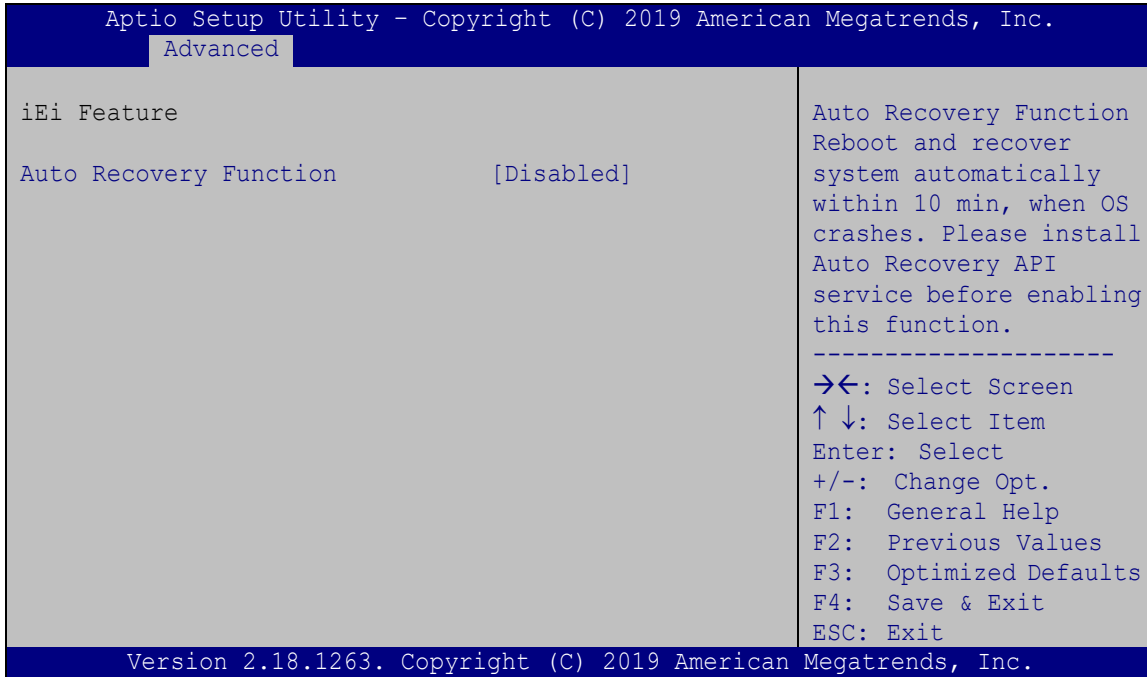 Aptio Setup Utility – Copyright (C) 2019 American Megatrends, Inc.
Advanced
iEi Feature
Auto Recovery Function [Disabled]
Auto Recovery Function
Reboot and recover
system automatically
within 10 min, when OS
crashes. Please install
Auto Recovery API
service before enabling
this function.
---------------------
→←: Select Screen
↑ ↓: Select Item
Enter: Select
+/-: Change Opt.
F1: General Help
F2: Previous Values
F3: Optimized Defaults
F4: Save & Exit
ESC: Exit
Version 2.18.1263. Copyright (C) 2019 American Megatrends, Inc.